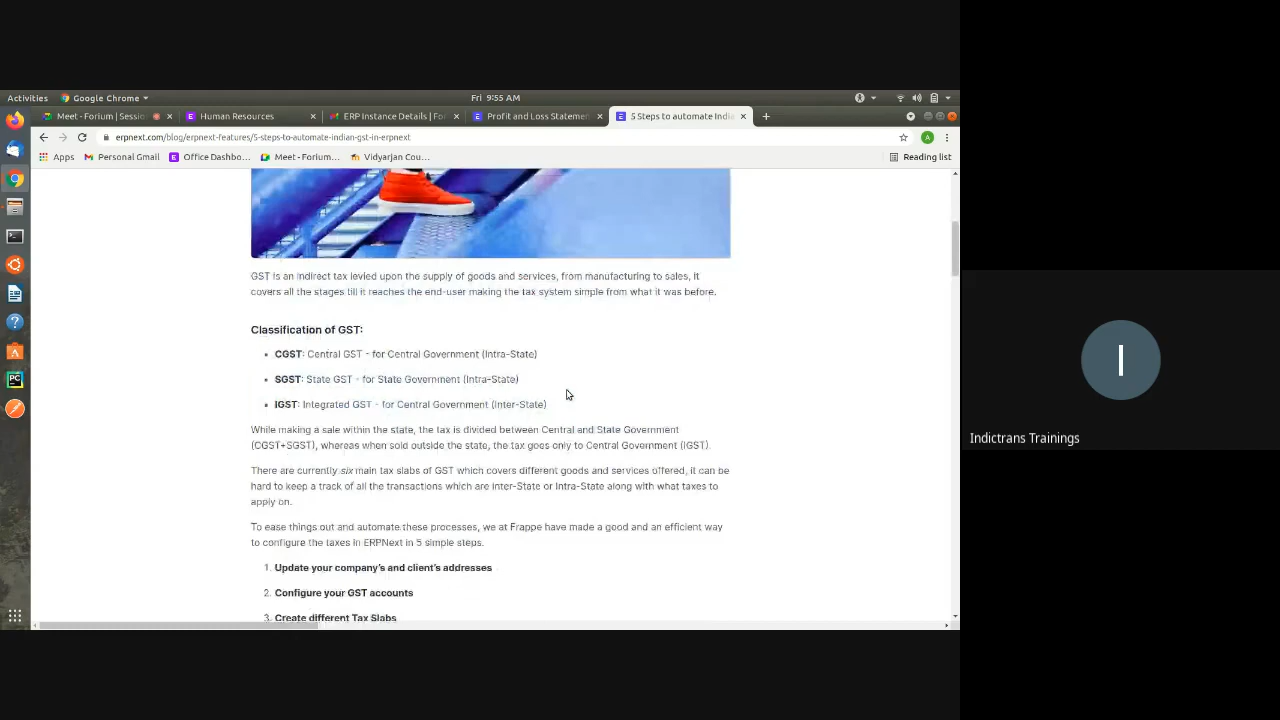 Activities
Google Chrome
Fri 9:55 AM
Meet - Forium | Sessi
Human Resources
ERP Instance Details | Fo
Profit and Loss Statemen
5 Steps to automate India
erpnext.com/blog/erpnext-features/5-steps-to-automate-indian-gst-in-erpnext
Apps
Personal Gmail
Office Dashbo...
Meet - Forium...
Vidyarjan Cou...
Reading list
GST is an indirect tax levied upon the supply of goods and services, from manufacturing to sales, it
covers all the stages till it reaches the end-user making the tax system simple from what it was before.
Classification of GST:
CGST: Central GST - for Central Government (Intra-State)
SGST: State GST - for State Government (Intra-State)
IGST: Integrated GST - for Central Government (Inter-State)
While making a sale within the state, the tax is divided between Central and State Government
(CGST+SGST), whereas when sold outside the state, the tax goes only to Central Government (IGST).
There are currently six main tax slabs of GST which covers different goods and services offered, it can be
hard to keep a track of all the transactions which are Inter-State or Intra-State along with what taxes to
apply on.
To ease things out and automate these processes, we at Frappe have made a good and an efficient way
to configure the taxes in ERPNext in 5 simple steps.
1. Update your company's and client's addresses
2. Configure your GST accounts
3. Create different Tax Slabs
I
Indictrans Trainings